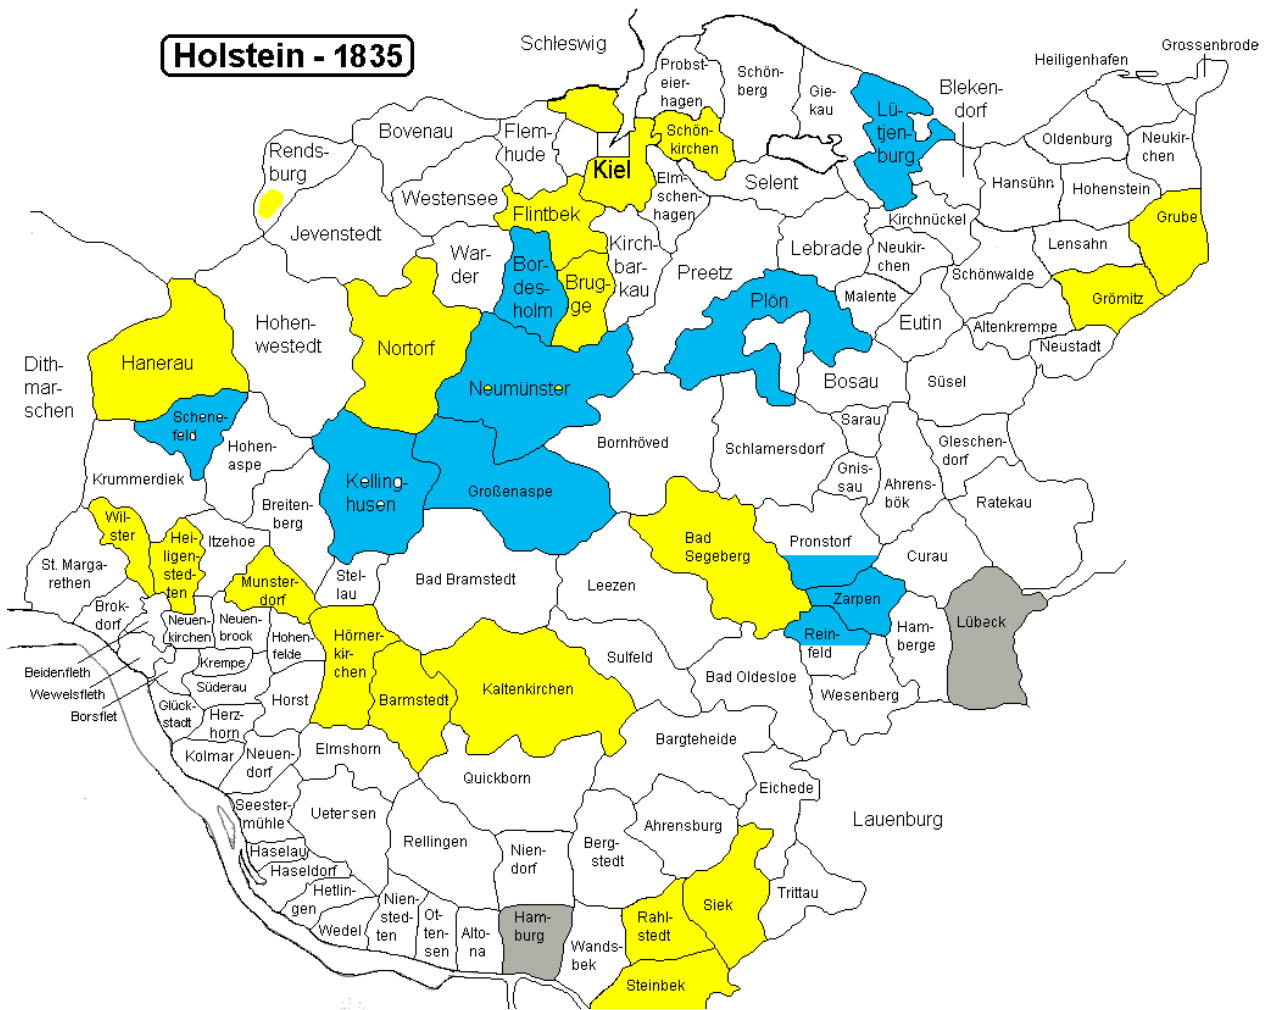 Holstein - 1835
Schleswig
Grossenbrode
Heiligenhafen
Probst-
eier-
hagen
Schön-
berg
Gie-
kau
Bleken-
dorf
Lü-
tjen-
burg
Bovenau
Flem-
hude
Schön-
kirchen
Oldenburg
Neukir-
chen
Rends-
burg
Kiel
Elm-
schen-
hagen
Selent
Hansühn
Hohenstein
Westensee
Flintbek
Kirchnückel
Grube
Jevenstedt
War-
der
Kirch-
bar-
kau
Lebrade
Neukir-
chen
Lensahn
Bor-
des-
holm
Brug-
ge
Preetz
Schönwalde
Plön
Malente
Grömitz
Hohen-
westedt
Eutin
Altenkrempe
Neustadt
Nortorf
Hanerau
Dith-
mar-
schen
Neumünster
Bosau
Süsel
Schene-
feld
Sarau
Hohen-
aspe
Bornhöved
Schlamersdorf
Gleschen-
dorf
Gnis-
sau
Ahrens-
bök
Krummerdiek
Kelling-
husen
Großenaspe
Ratekau
Breiten-
berg
Wil-
ster
Hei-
ligen-
sted-
ten
Itzehoe
Bad
Segeberg
Pronstorf
Curau
St. Marga-
rethen
Munster-
dorf
Stel-
lau
Bad Bramstedt
Leezen
Zarpen
Brok-
dorf
Neuen-
kirchen
Neuen-
brock
Hohen-
felde
Hörner-
kir-
chen
Rein-
feld
Ham-
berge
Lübeck
Krempe
Sulfeld
Beidenfleth
Süderau
Bad Oldesloe
Wewelsfleth
Kaltenkirchen
Wesenberg
Borsflet
Glück-
stadt
Herz-
horn
Horst
Barmstedt
Kolmar
Neuen-
dorf
Elmshorn
Bargteheide
Quickborn
Eichede
Seester-
mühle
Uetersen
Ahrensburg
Lauenburg
Rellingen
Nien-
dorf
Berg-
stedt
Haselau
Haseldorf
Hetlin-
gen
Nien-
sted-
ten
Trittau
Siek
Wedel
Ot-
ten-
sen
Alto-
na
Ham-
burg
Rahl-
stedt
Wands-
bek
Steinbek